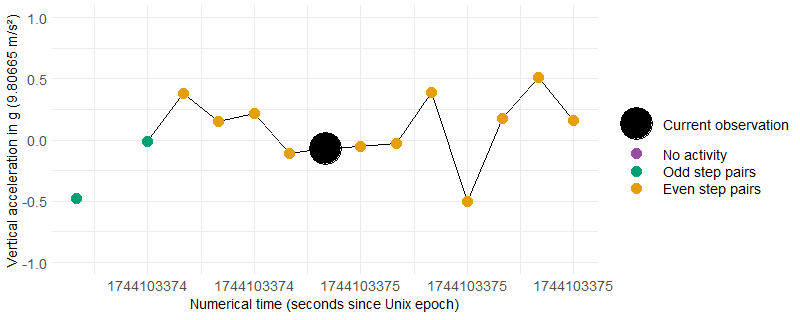 Vertical acceleration in g (9.80665 m/s²)
1.0
0.5
0.0
-0.5
-1.0
1744103374 1744103374 1744103375 1744103375 1744103375
Numerical time (seconds since Unix epoch)
Current observation
No activity
Odd step pairs
Even step pairs